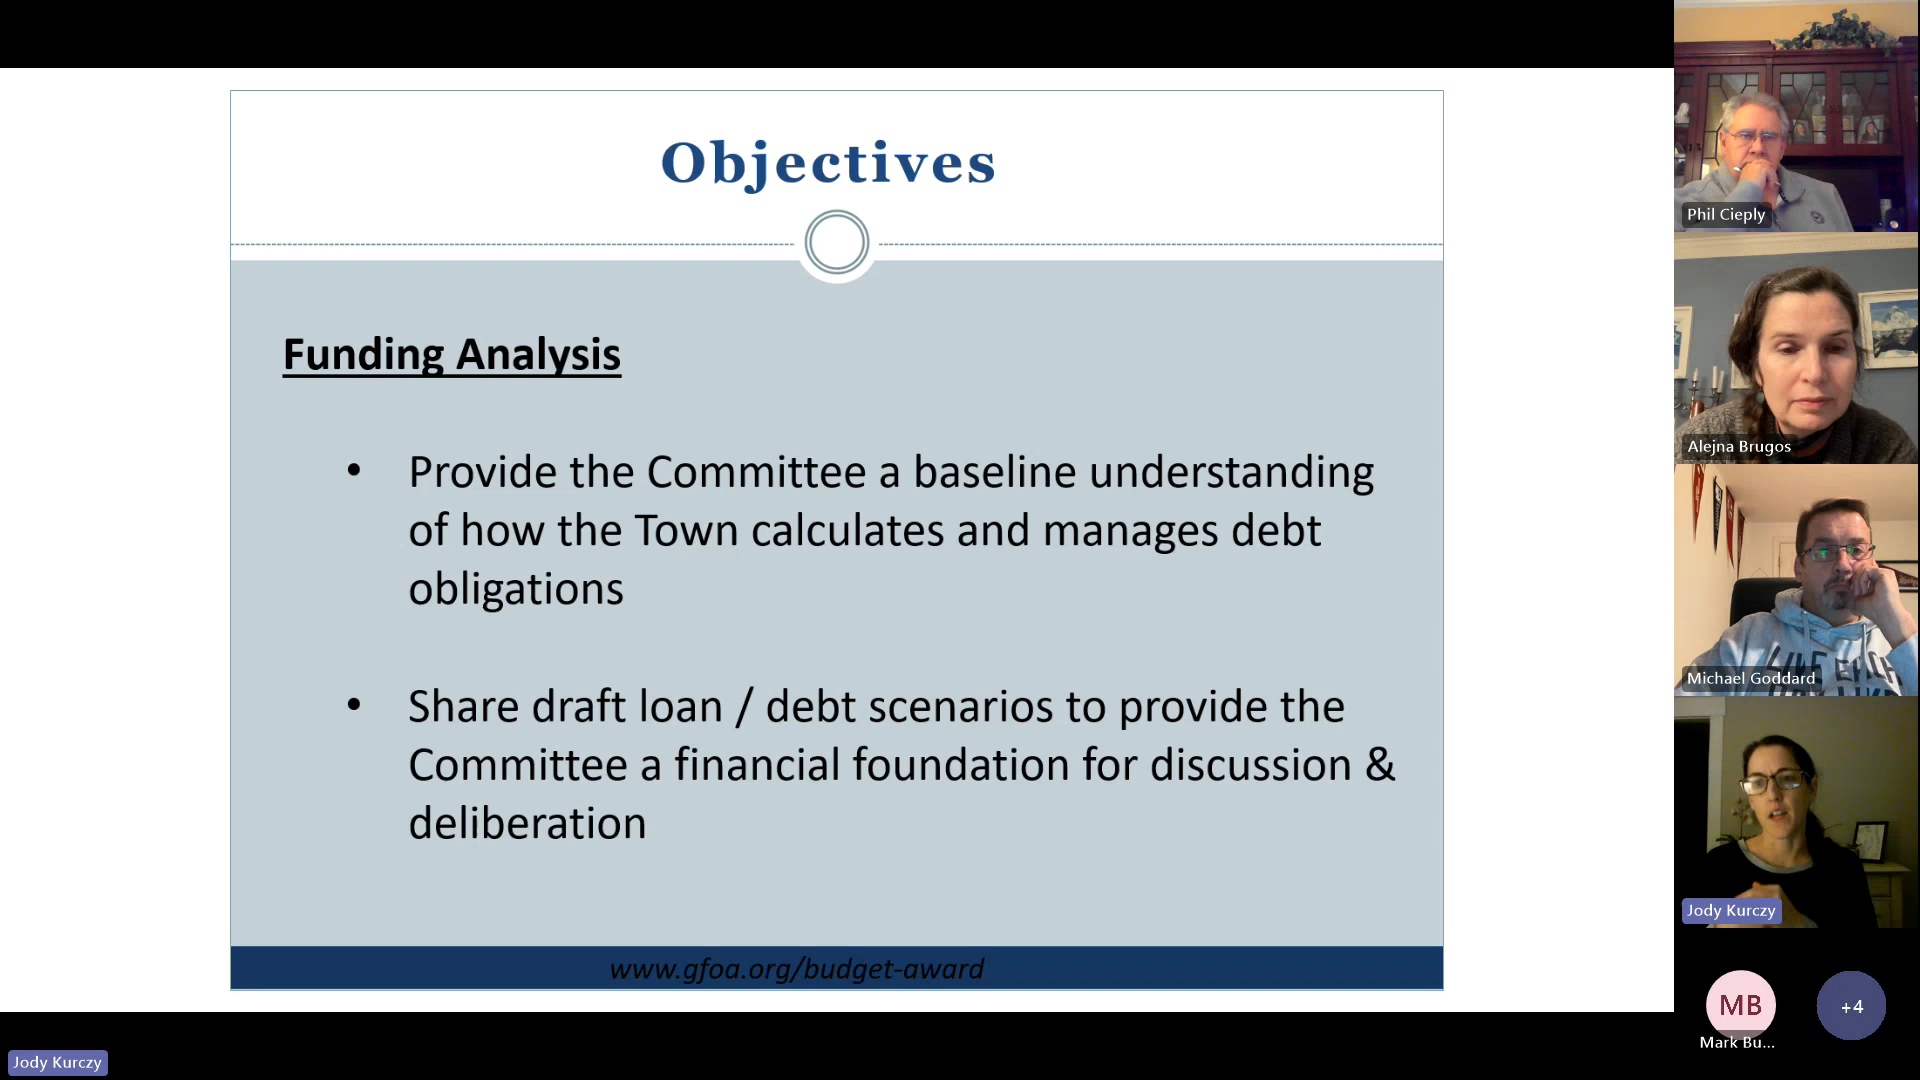 Objectives
Funding Analysis
• Provide the Committee a baseline understanding
of how the Town calculates and manages debt
obligations
• Share draft loan / debt scenarios to provide the
Committee a financial foundation for discussion &
deliberation
www.gfoa.org/budget-award
Phil Cieply
Alejna Brugos
Michael Goddard
Jody Kurczy
MB
+4
Mark Bu...
Jody Kurczy